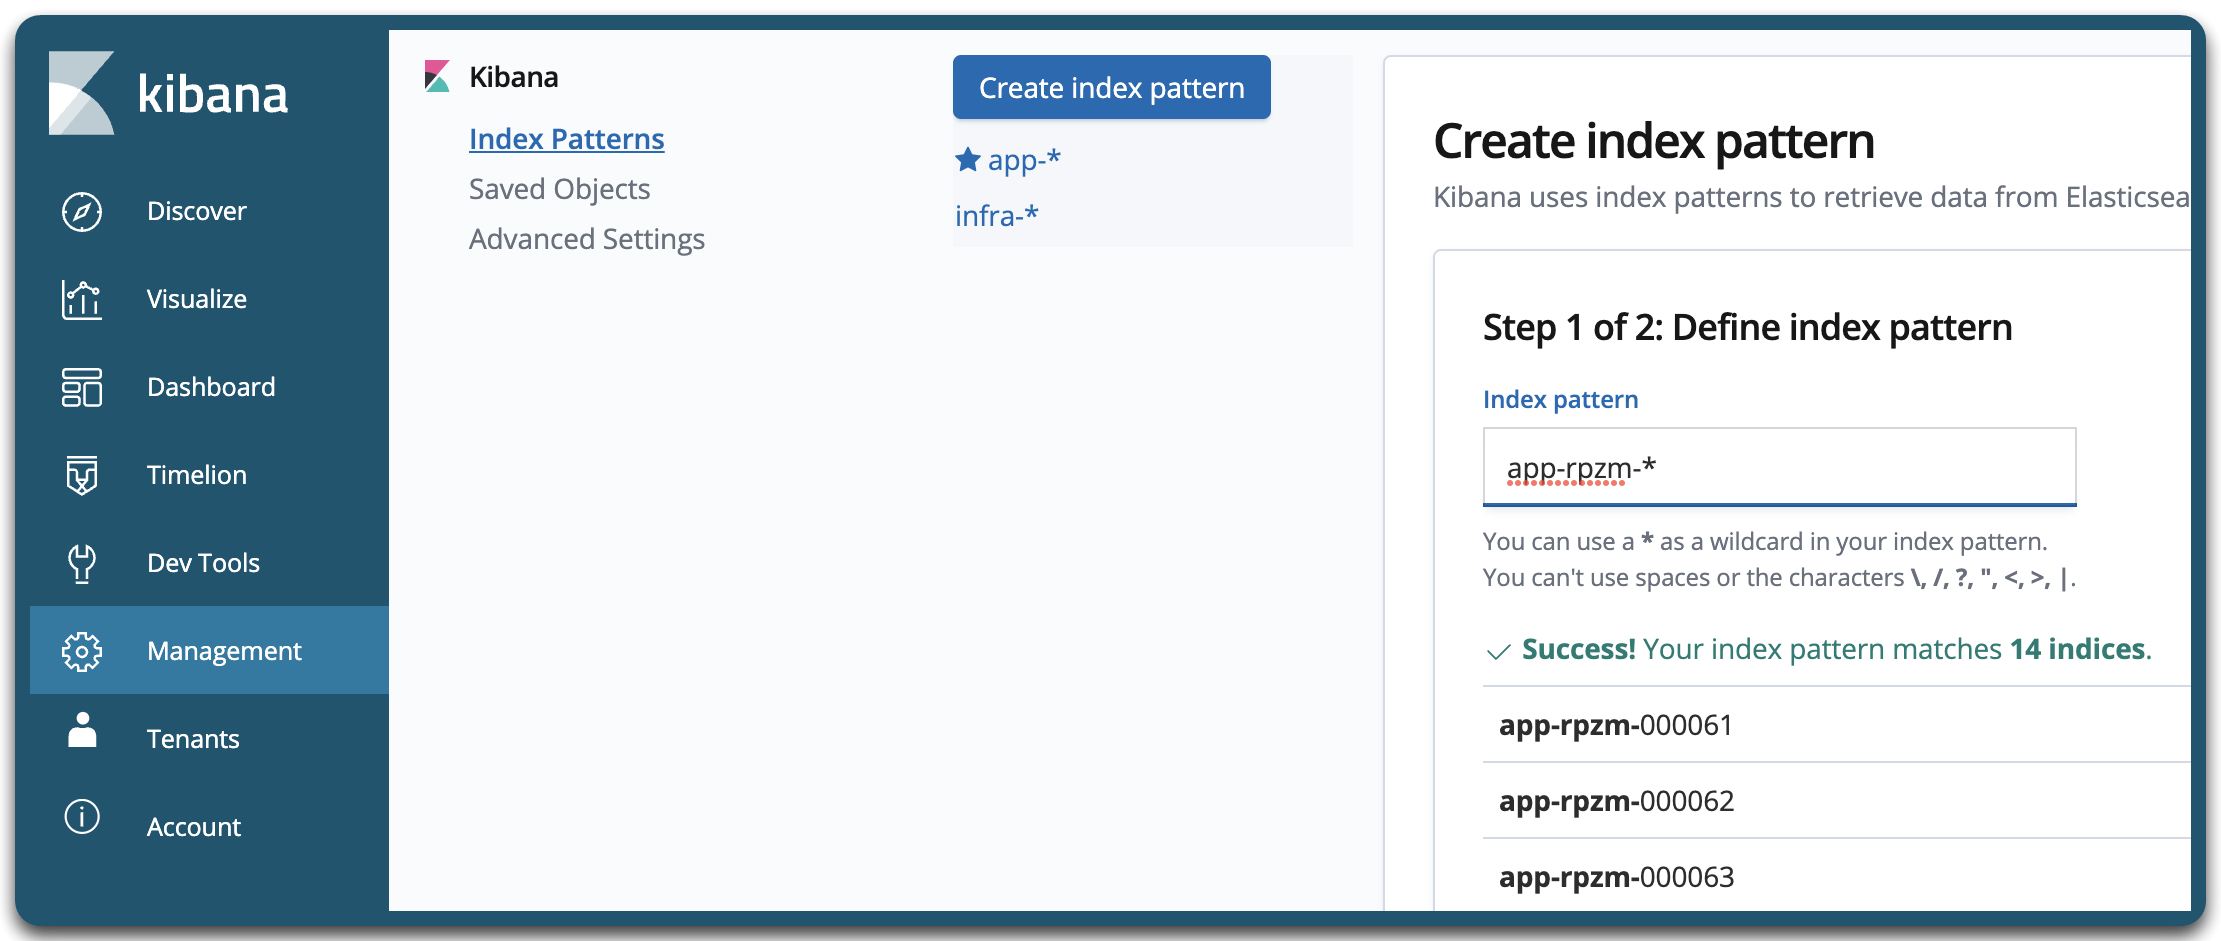 kibana
Discover
Visualize
Dashboard
Timelion
Dev Tools
Management
Tenants
Account
Kibana
Index Patterns
Saved Objects
Advanced Settings
Create index pattern
app-*
infra-*
Create index pattern
Kibana uses index patterns to retrieve data from Elasticsea
Step 1 of 2: Define index pattern
Index pattern
app-rpzm-*
You can use a * as a wildcard in your index pattern.
You can't use spaces or the characters \, /, ?, ", <, >, |.
Success! Your index pattern matches 14 indices.
app-rpzm-000061
app-rpzm-000062
app-rpzm-000063